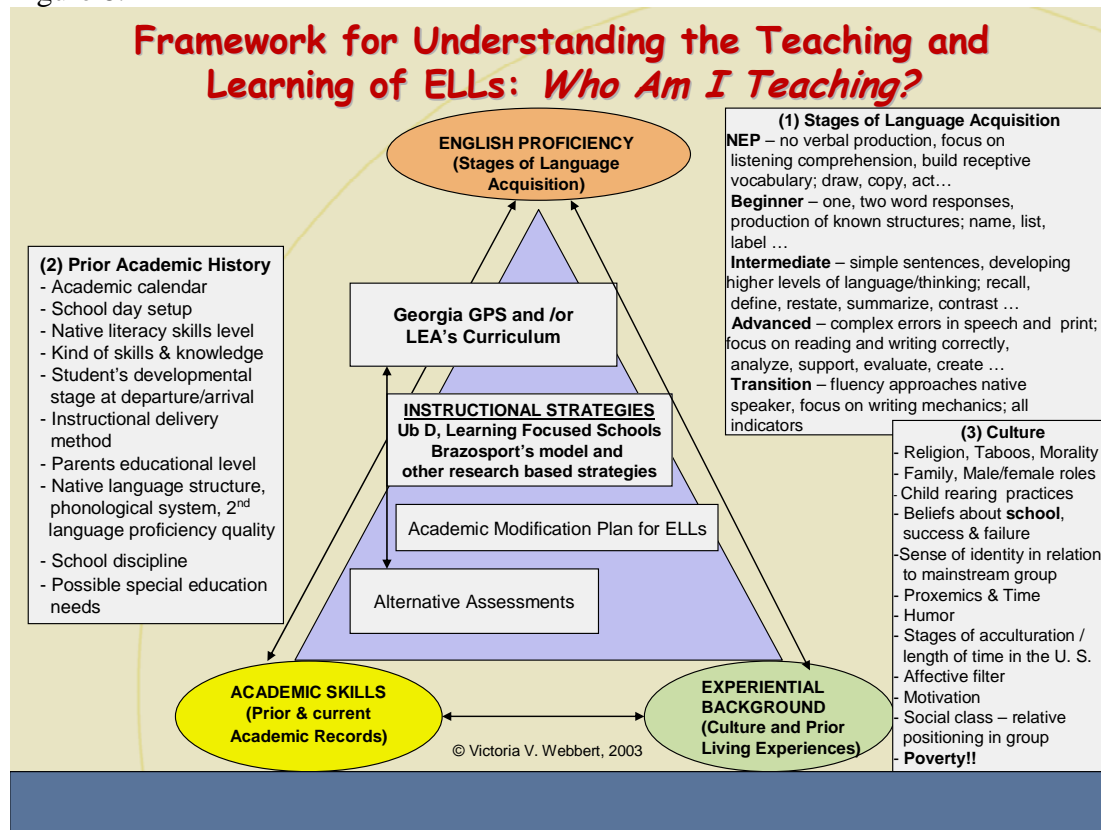 Framework for Understanding the Teaching and
Learning of ELLs: Who Am I Teaching?
ENGLISH PROFICIENCY
(Stages of Language
Acquisition)
(1) Stages of Language Acquisition
NEP – no verbal production, focus on
listening comprehension, build receptive
vocabulary; draw, copy, act…
Beginner – one, two word responses,
production of known structures; name, list,
label …
Intermediate – simple sentences, developing
higher levels of language/thinking; recall,
define, restate, summarize, contrast …
Advanced – complex errors in speech and print;
focus on reading and writing correctly,
analyze, support, evaluate, create …
Transition – fluency approaches native
speaker, focus on writing mechanics; all
indicators
(2) Prior Academic History
- Academic calendar
- School day setup
- Native literacy skills level
- Kind of skills & knowledge
- Student's developmental
stage at departure/arrival
- Instructional delivery
method
- Parents educational level
- Native language structure,
phonological system, 2nd
language proficiency quality
- School discipline
- Possible special education
needs
Georgia GPS and /or
LEA's Curriculum
INSTRUCTIONAL STRATEGIES
Ub D, Learning Focused Schools
Brazosport's model and
other research based strategies
Academic Modification Plan for ELLs
Alternative Assessments
(3) Culture
- Religion, Taboos, Morality
- Family, Male/female roles
- Child rearing practices
- Beliefs about school,
success & failure
-Sense of identity in relation
to mainstream group
- Proxemics & Time
- Humor
- Stages of acculturation /
length of time in the U. S.
- Affective filter
- Motivation
- Social class – relative
positioning in group
- Poverty!!
ACADEMIC SKILLS
(Prior & current
Academic Records)
EXPERIENTIAL
BACKGROUND
(Culture and Prior
Living Experiences)
© Victoria V. Webbert, 2003